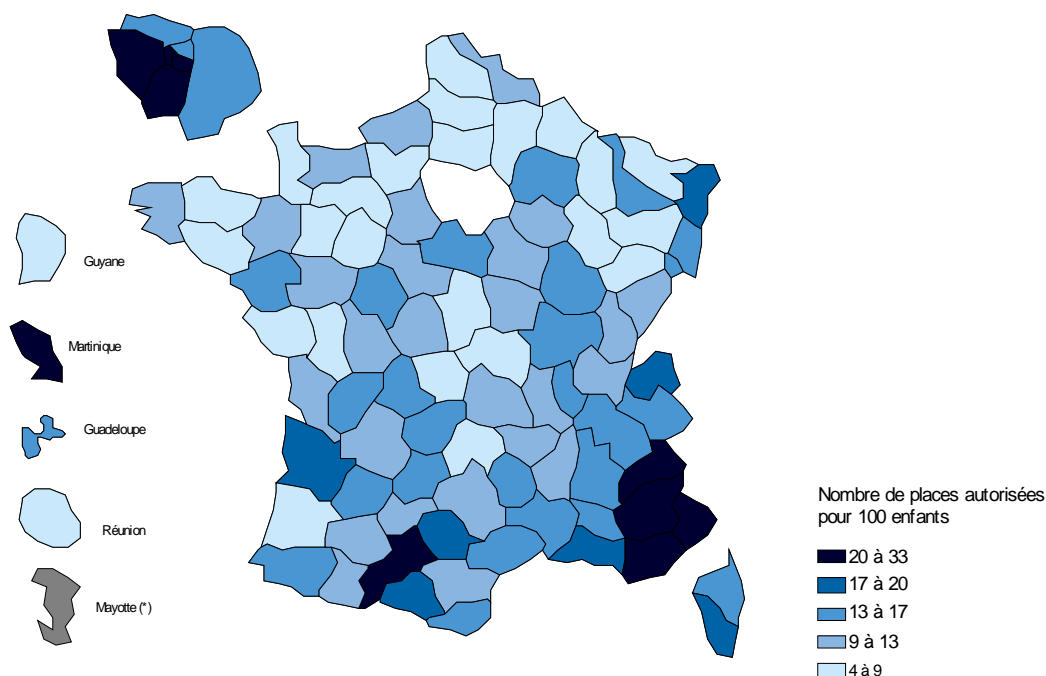 Guyane
Martinique
Guadeloupe
Réunion
Mayotte (*)
Nombre de places autorisées
pour 100 enfants
20 à 33
17 à 20
13 à 17
9 à 13
4 à 9